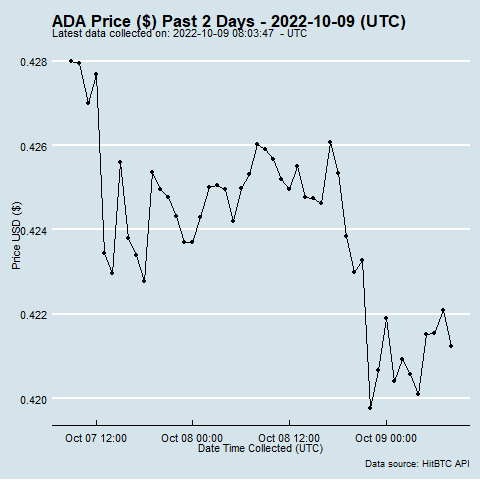 ADA Price ($) Past 2 Days - 2022-10-09 (UTC)
Latest data collected on: 2022-10-09 08:03:47 - UTC
0.428
0.426
0.424
0.422
0.420
Price USD ($)
Oct 07 12:00
Oct 08 00:00
Oct 08 12:00
Oct 09 00:00
Date Time Collected (UTC)
Data source: HitBTC API